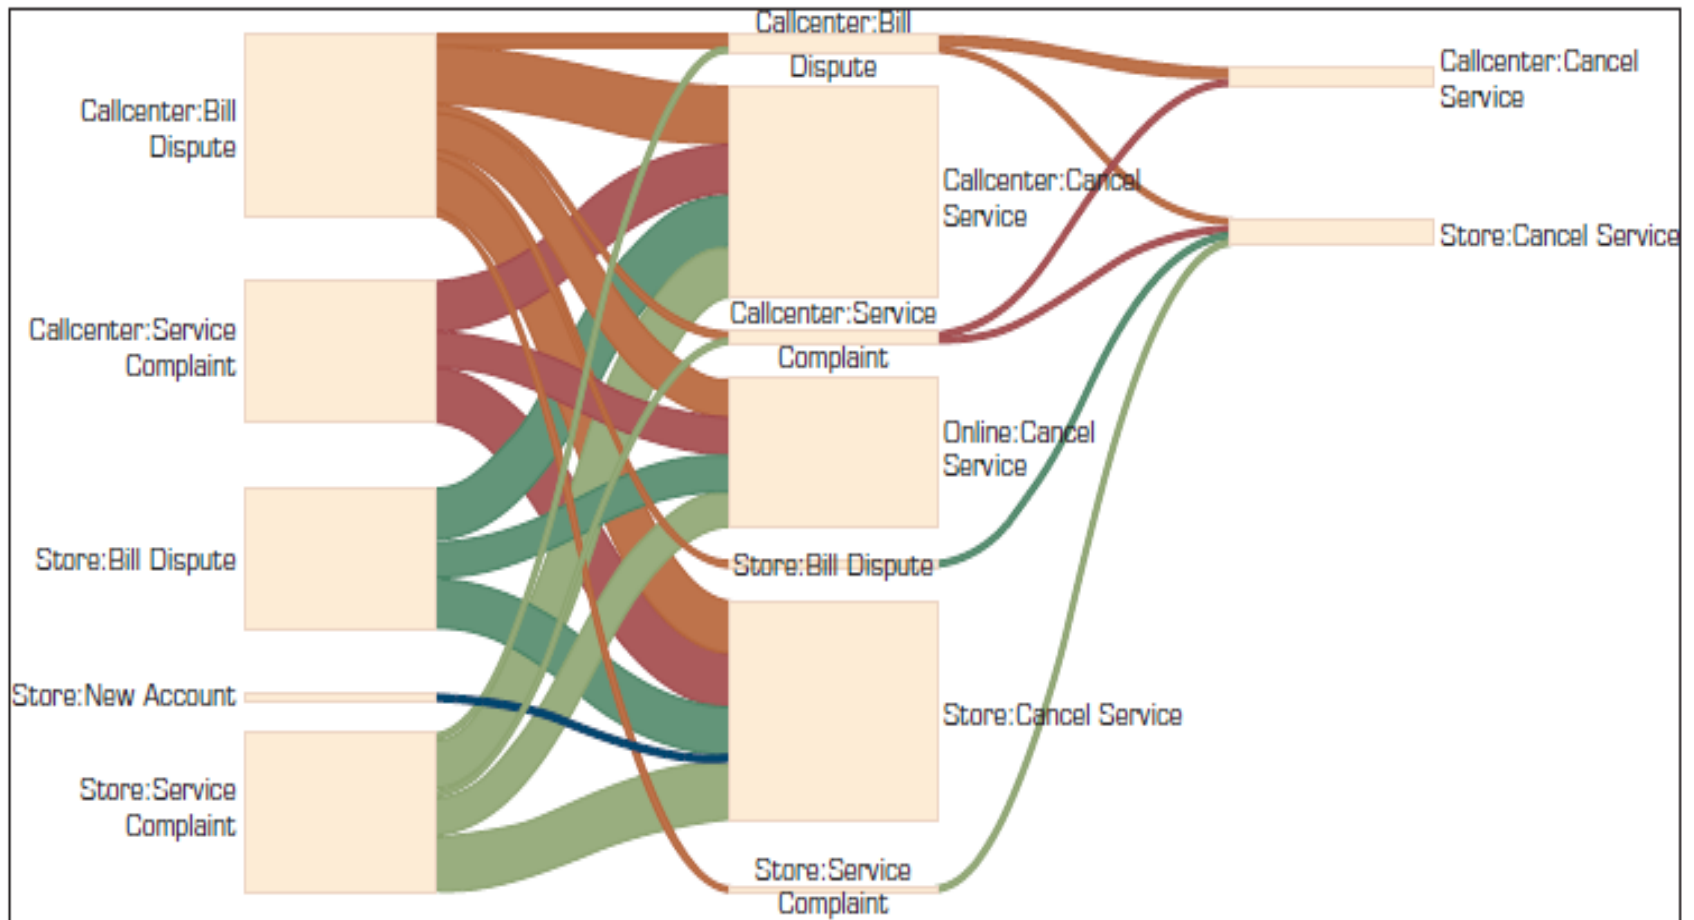 Callcenter:Bill
Dispute
Callcenter:Service
Complaint
Store:Bill Dispute
Store:New Account
Store:Service
Complaint
Callcenter:Bill
Dispute
Callcenter:Cancel
Service
Callcenter:Service
Complaint
Online:Cancel
Service
Store:Bill Dispute
Store:Cancel Service
Store:Service
Complaint
Callcenter:Cancel
Service
Store:Cancel Service